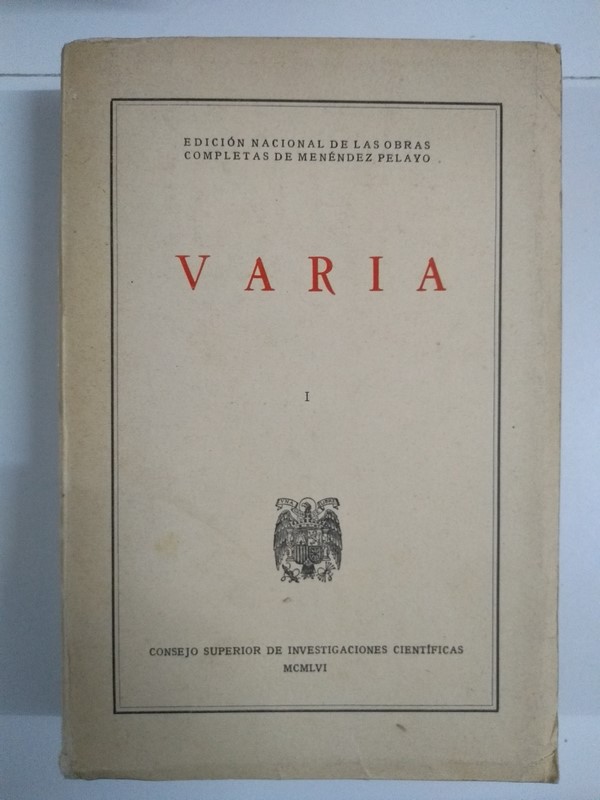 EDICIÓN NACIONAL DE LAS OBRAS
COMPLETAS DE MENÉNDEZ PELAYO
VARIA
I
CONSEJO SUPERIOR DE INVESTIGACIONES CIENTÍFICAS
MCMLVI